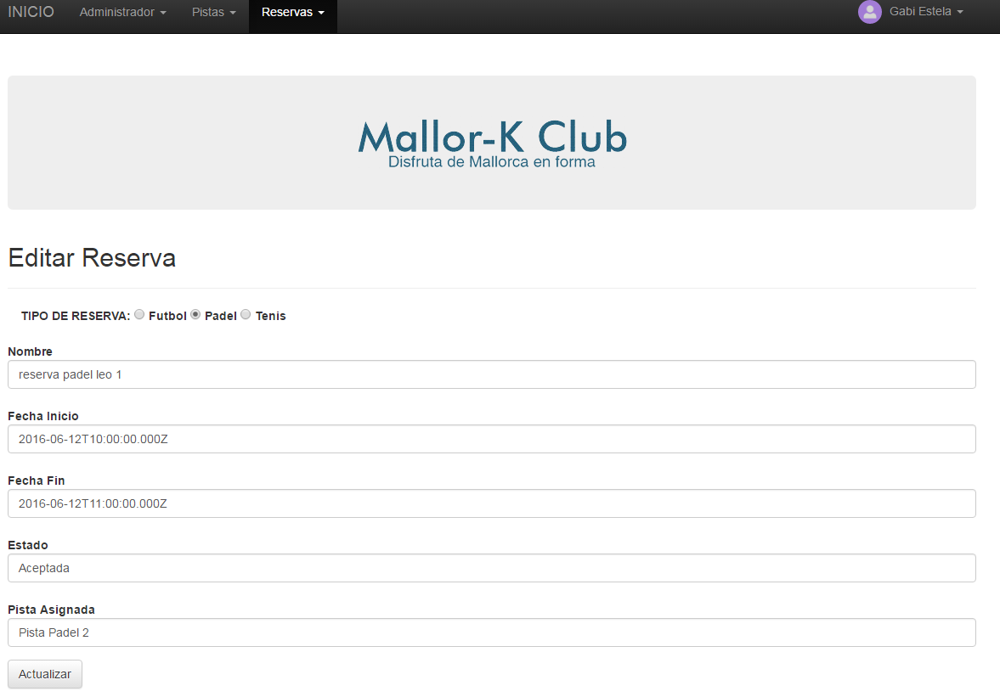 INICIO Administrador Pistas Reservas Gabi Estela
Mallor-K Club
Disfruta de Mallorca en forma
Editar Reserva
TIPO DE RESERVA: Futbol Padel Tenis
Nombre
reserva padel leo 1
Fecha Inicio
2016-06-12T10:00:00.000Z
Fecha Fin
2016-06-12T11:00:00.000Z
Estado
Aceptada
Pista Asignada
Pista Padel 2
Actualizar